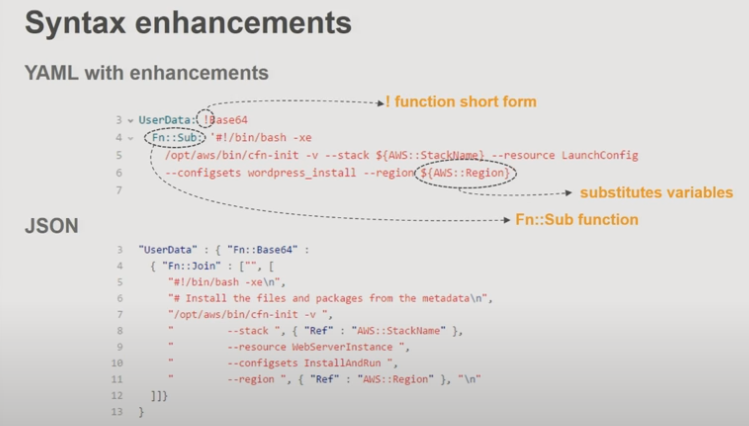 Syntax enhancements
YAML with enhancements
! function short form
3 UserData: !Base64
4 Fn::Sub: '#!/bin/bash -xe
5 /opt/aws/bin/cfn-init -v --stack ${AWS::StackName} --resource LaunchConfig
6 --configsets wordpress_install --region ${AWS::Region}
7
substitutes variables
Fn::Sub function
JSON
3 "UserData" : { "Fn::Base64" :
4 { "Fn::Join" : ["", [
5 "#!/bin/bash -xe\n",
6 "# Install the files and packages from the metadata\n",
7 "/opt/aws/bin/cfn-init -v ",
8 " --stack ", { "Ref" : "AWS::StackName" },
9 " --resource WebServerInstance ",
10 " --configsets InstallAndRun ",
11 " --region ", { "Ref" : "AWS::Region" }, "\n"
12 ]]}
13 }